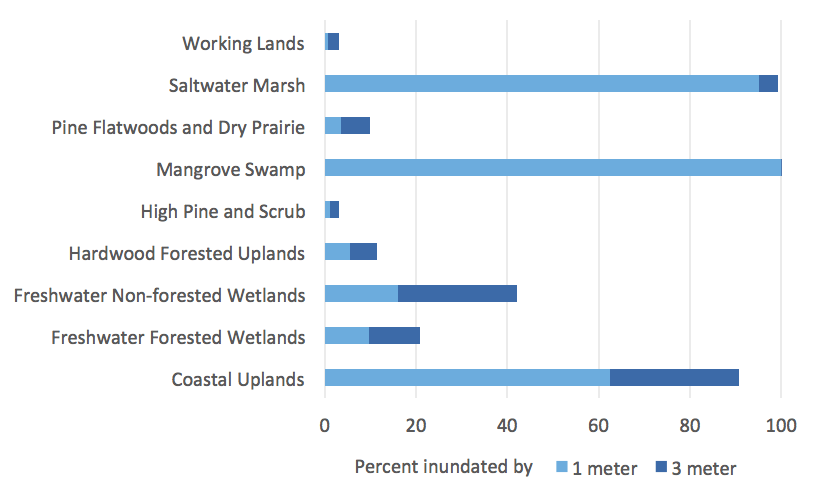 Working Lands
Saltwater Marsh
Pine Flatwoods and Dry Prairie
Mangrove Swamp
High Pine and Scrub
Hardwood Forested Uplands
Freshwater Non-forested Wetlands
Freshwater Forested Wetlands
Coastal Uplands
0 20 40 60 80 100
Percent inundated by 1 meter 3 meter